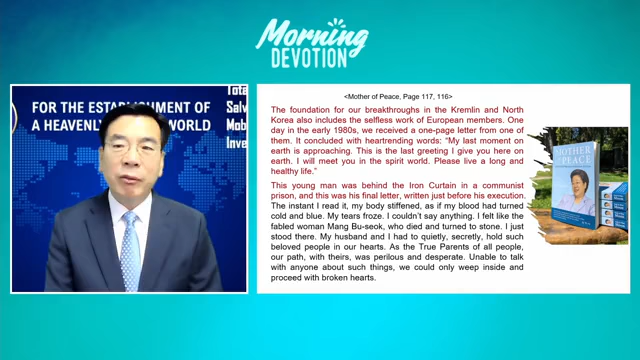 Morning
DEVOTION
Total
FOR THE ESTABLISHMENT OF
A HEAVENLY WORLD
<Mother of Peace, Page 117, 116>
The foundation for our breakthroughs in the Kremlin and North
Korea also includes the selfless work of European members. One
day in the early 1980s, we received a one-page letter from one of
them. It concluded with heartrending words: “My last moment on
earth is approaching. This is the last greeting I give you here on
earth. I will meet you in the spirit world. Please live a long and
healthy life.”
This young man was behind the Iron Curtain in a communist
prison, and this was his final letter, written just before his execution.
The instant I read it, my body stiffened, as if my blood had turned
cold and blue. My tears froze. I couldn’t say anything. I felt like the
fabled woman Mang Bu-seok, who died and turned to stone. I just
stood there. My husband and I had to quietly, secretly, hold such
beloved people in our hearts. As the True Parents of all people,
our path, with theirs, was perilous and desperate. Unable to talk
with anyone about such things, we could only weep inside and
proceed with broken hearts.
MOTHER
of PEACE